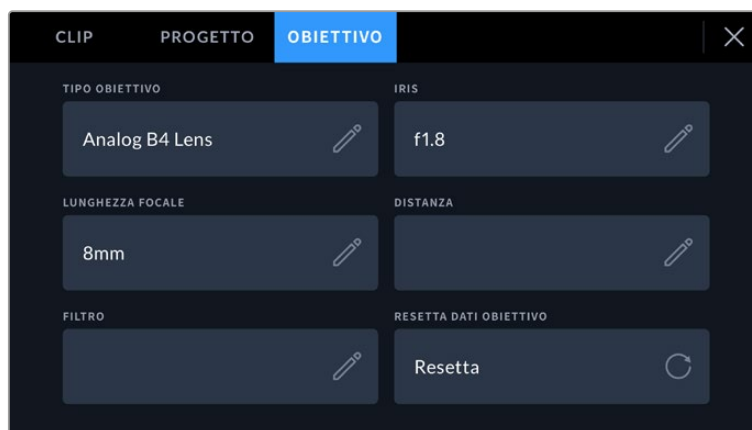 CLIP PROGETTO OBIETTIVO
TIPO OBIETTIVO IRIS
Analog B4 Lens f1.8
LUNGHEZZA FOCALE DISTANZA
8mm
FILTRO RESETTA DATI OBIETTIVO
Resetta